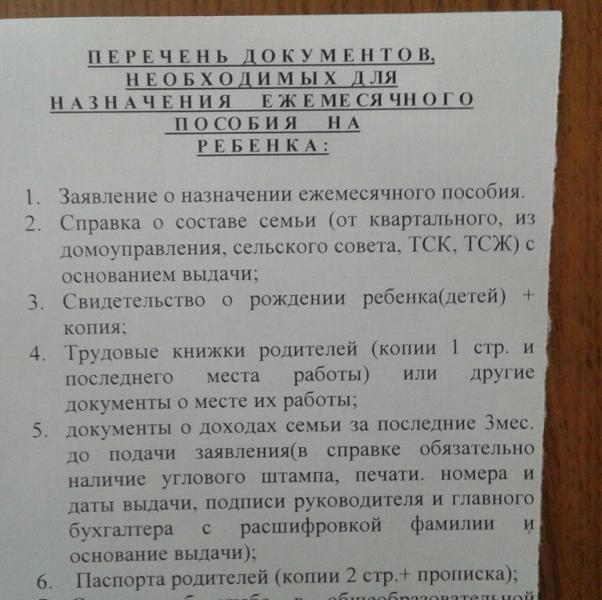 ПЕРЕЧЕНЬ ДОКУМЕНТОВ,
НЕОБХОДИМЫХ ДЛЯ
НАЗНАЧЕНИЯ ЕЖЕМЕСЯЧНОГО
ПОСОБИЯ НА
РЕБЕНКА:
1. Заявление о назначении ежемесячного пособия.
2. Справка о составе семьи (от квартального, из
домоуправления, сельского совета, ТСК, ТСЖ) с
основанием выдачи;
3. Свидетельство о рождении ребенка(детей) +
копия;
4. Трудовые книжки родителей (копии 1 стр. и
последнего места работы) или другие
документы о месте их работы;
5. документы о доходах семьи за последние 3мес.
до подачи заявления(в справке обязательно
наличие углового штампа, печати. номера и
даты выдачи, подписи руководителя и главного
бухгалтера с расшифровкой фамилии и
основание выдачи);
6. Паспорта родителей (копии 2 стр.+ прописка);
в общеобразовательной